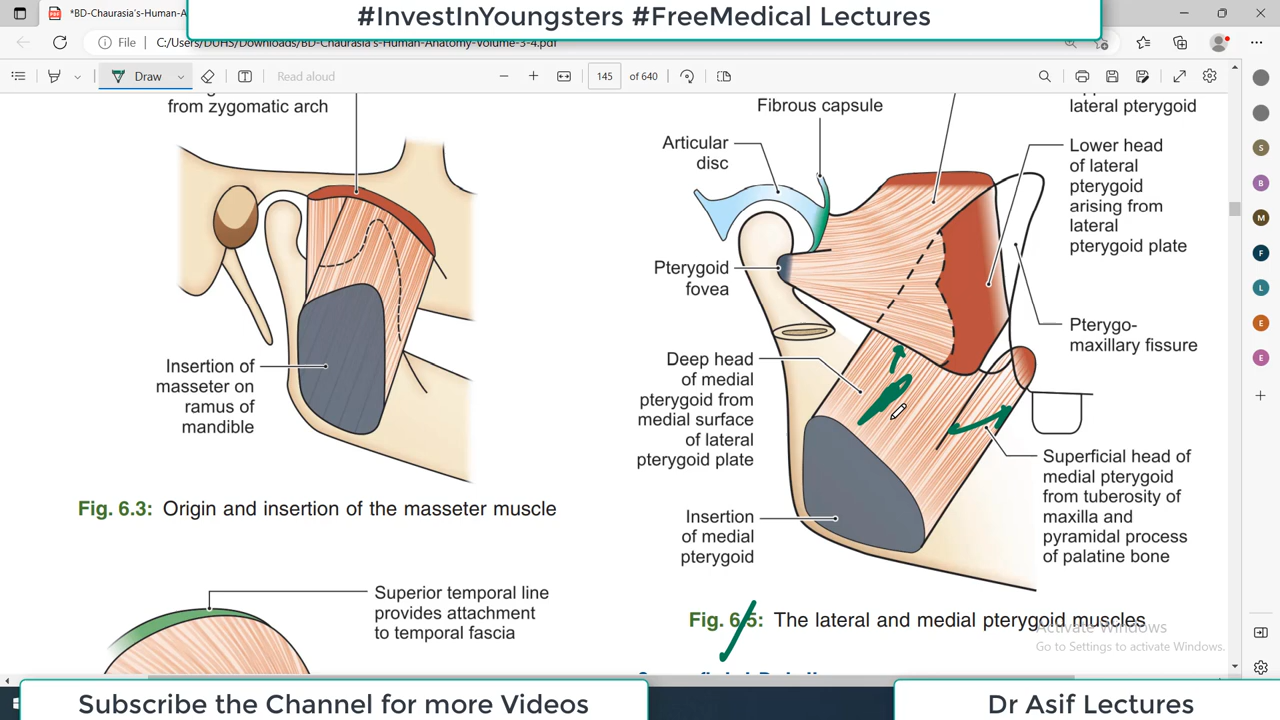 #InvestInYoungsters #FreeMedical Lectures
*BD-Chaurasia's-Human-A
File
C:/Users/DUHS/Downloads/BD-Chaurasia's-Human-Anatomy-Volume-3-4.pdf
Draw
Read aloud
145
of 640
from zygomatic arch
Insertion of
masseter on
ramus of
mandible
Fig. 6.3: Origin and insertion of the masseter muscle
Superior temporal line
provides attachment
to temporal fascia
Fibrous capsule
Articular
disc
lateral pterygoid
Lower head
of lateral
pterygoid
arising from
lateral
pterygoid plate
Pterygoid
fovea
Pterygo-
maxillary fissure
Deep head
of medial
pterygoid from
medial surface
of lateral
pterygoid plate
Superficial head of
medial pterygoid
from tuberosity of
maxilla and
pyramidal process
of palatine bone
Insertion
of medial
pterygoid
Fig. 6.5: The lateral and medial pterygoid muscles
Activate Windows
Go to Settings to activate Windows.
S
B
M
F
L
E
E
Subscribe the Channel for more Videos
Dr Asif Lectures